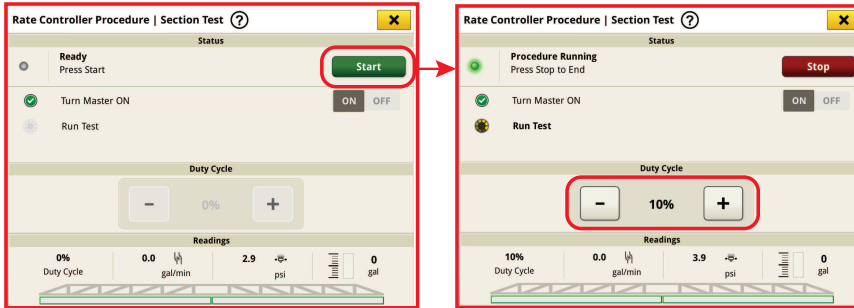 Rate Controller Procedure | Section Test ?
Status
Ready
Press Start
Start
Turn Master ON
ON OFF
Run Test
Duty Cycle
- 0% +
Readings
0% 0.0 2.9 0
Duty Cycle gal/min psi gal
Rate Controller Procedure | Section Test ?
Status
Procedure Running
Press Stop to End
Stop
Turn Master ON
ON OFF
Run Test
Duty Cycle
- 10% +
Readings
10% 0.0 3.9 0
Duty Cycle gal/min psi gal